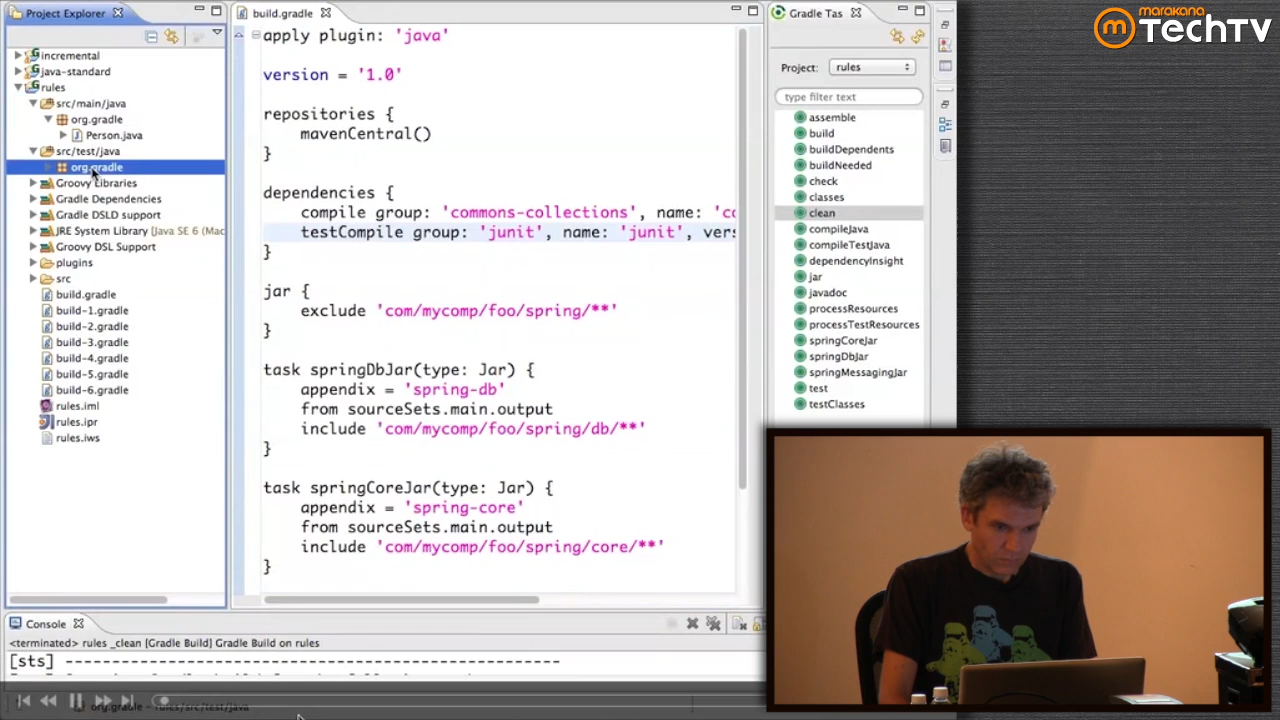 Project Explorer
incremental
java-standard
rules
src/main/java
org.gradle
Person.java
src/test/java
org.gradle
Groovy Libraries
Gradle Dependencies
Gradle DSLD support
JRE System Library [Java SE 6 (Mac
Groovy DSL Support
plugins
src
build.gradle
build-1.gradle
build-2.gradle
build-3.gradle
build-4.gradle
build-5.gradle
build-6.gradle
rules.iml
rules.ipr
rules.iws
build.gradle
apply plugin: 'java'
version = '1.0'
repositories {
mavenCentral()
}
dependencies {
compile group: 'commons-collections', name: 'co
testCompile group: 'junit', name: 'junit', vers
}
jar {
exclude 'com/mycomp/foo/spring/**'
}
task springDbJar(type: Jar) {
appendix = 'spring-db'
from sourceSets.main.output
include 'com/mycomp/foo/spring/db/**'
}
task springCoreJar(type: Jar) {
appendix = 'spring-core'
from sourceSets.main.output
include 'com/mycomp/foo/spring/core/**'
}
Gradle Tas
Project: rules
type filter text
assemble
build
buildDependents
buildNeeded
check
classes
clean
compileJava
compileTestJava
dependencyInsight
jar
javadoc
processResources
processTestResources
springCoreJar
springDbJar
springMessagingJar
test
testClasses
marakana
TechTV
Console
<terminated> rules _clean [Gradle Build] Gradle Build on rules
[sts] -----------------------------------------------------
org.gradle - rules/src/test/java